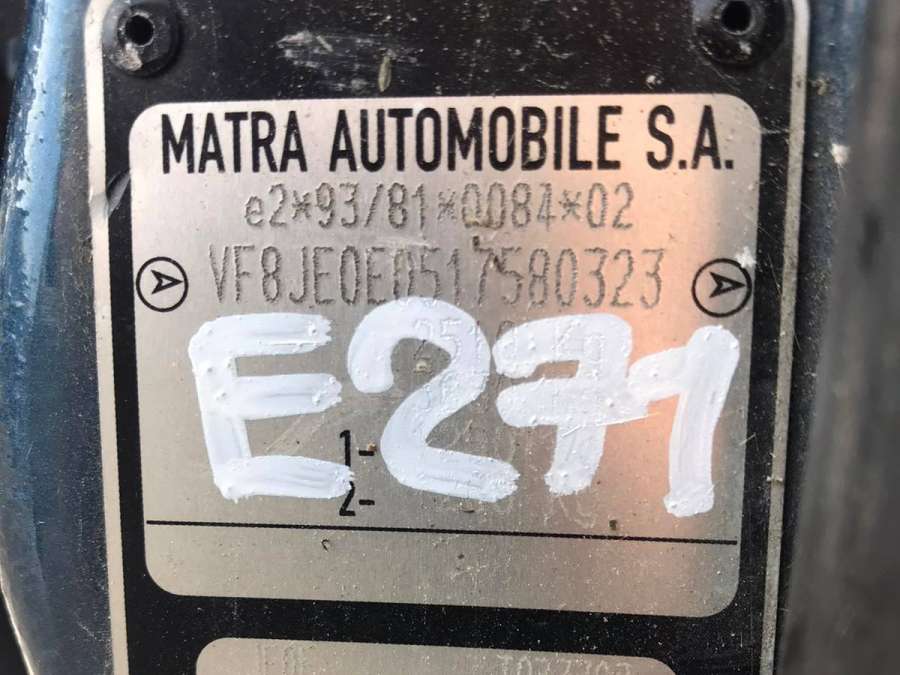 MATRA AUTOMOBILE S.A.
e2*93/81*0084*02
VF8JE0E0517580323
E271
1-
2-